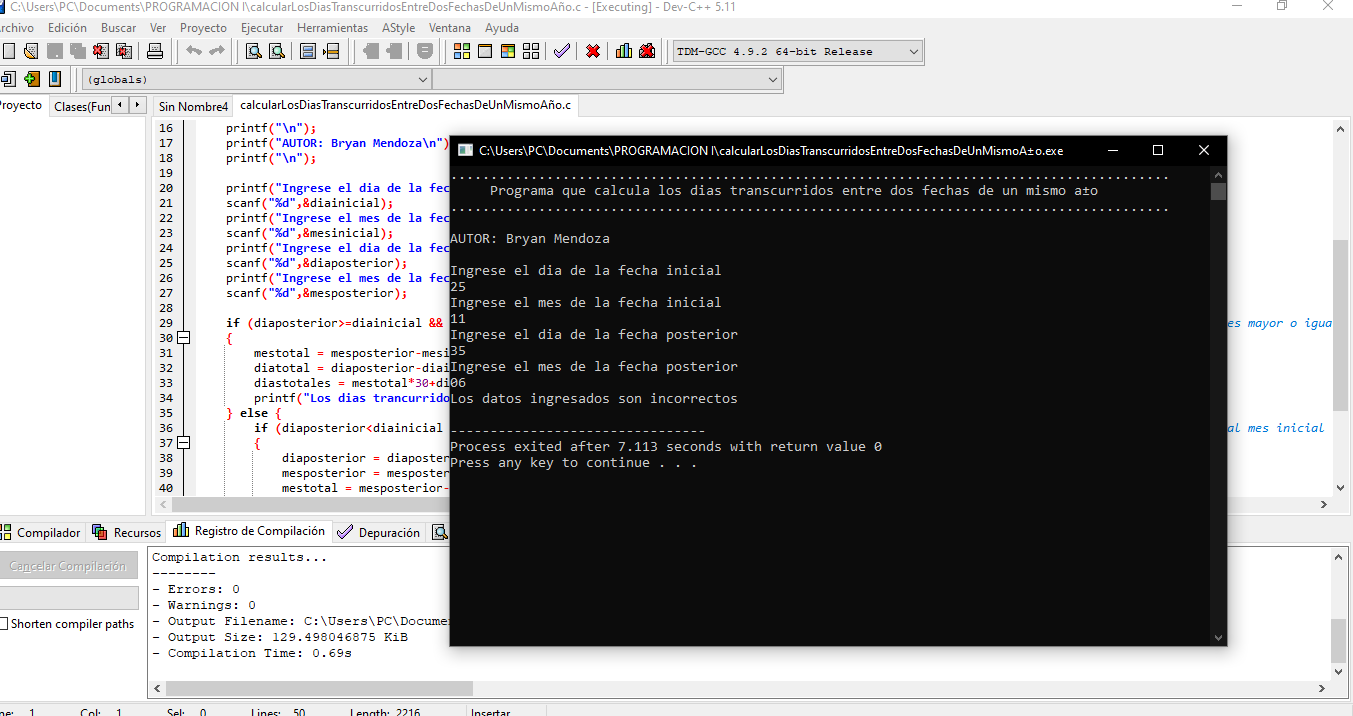 C:\Users\PC\Documents\PROGRAMACION I\calcularLosDiasTranscurridosEntreDosFechasDeUnMismoAño.c - [Executing] - Dev-C++ 5.11
rchivo Edición Buscar Ver Proyecto Ejecutar Herramientas AStyle Ventana Ayuda
TDM-GCC 4.9.2 64-bit Release
(globals)
royecto Clases(Fun Sin Nombre4 calcularLosDiasTranscurridosEntreDosFechasDeUnMismoAño.c
16 printf("\n");
17 printf("AUTOR: Bryan Mendoza\n")
18 printf("\n");
19
20 printf("Ingrese el dia de la fec
21 scanf("%d",&diainicial);
22 printf("Ingrese el mes de la fec
23 scanf("%d",&mesinicial);
24 printf("Ingrese el dia de la fec
25 scanf("%d",&diaposterior);
26 printf("Ingrese el mes de la fec
27 scanf("%d",&mesposterior);
28
29 if (diaposterior>=diainicial && es mayor o igua
30 {
31 mestotal = mesposterior-mesi
32 diatotal = diaposterior-diai
33 diastotales = mestotal*30+di
34 printf("Los dias trancurrido
35 } else {
36 if (diaposterior<diainicial al mes inicial
37 {
38 diaposterior = diaposter
39 mesposterior = mesposter
40 mestotal = mesposterior-
C:\Users\PC\Documents\PROGRAMACION I\calcularLosDiasTranscurridosEntreDosFechasDeUnMismoA±o.exe
..........................................................................................
Programa que calcula los dias transcurridos entre dos fechas de un mismo a±o
..........................................................................................
AUTOR: Bryan Mendoza
Ingrese el dia de la fecha inicial
25
Ingrese el mes de la fecha inicial
11
Ingrese el dia de la fecha posterior
35
Ingrese el mes de la fecha posterior
06
Los datos ingresados son incorrectos
--------------------------------
Process exited after 7.113 seconds with return value 0
Press any key to continue . . .
Compilador Recursos Registro de Compilación Depuración
Cancelar Compilación
Shorten compiler paths
Compilation results...
--------
- Errors: 0
- Warnings: 0
- Output Filename: C:\Users\PC\Docume
- Output Size: 129.498046875 KiB
- Compilation Time: 0.69s
ne: 1 Col: 1 Sel: 0 Lines: 50 Length: 2216 Insertar